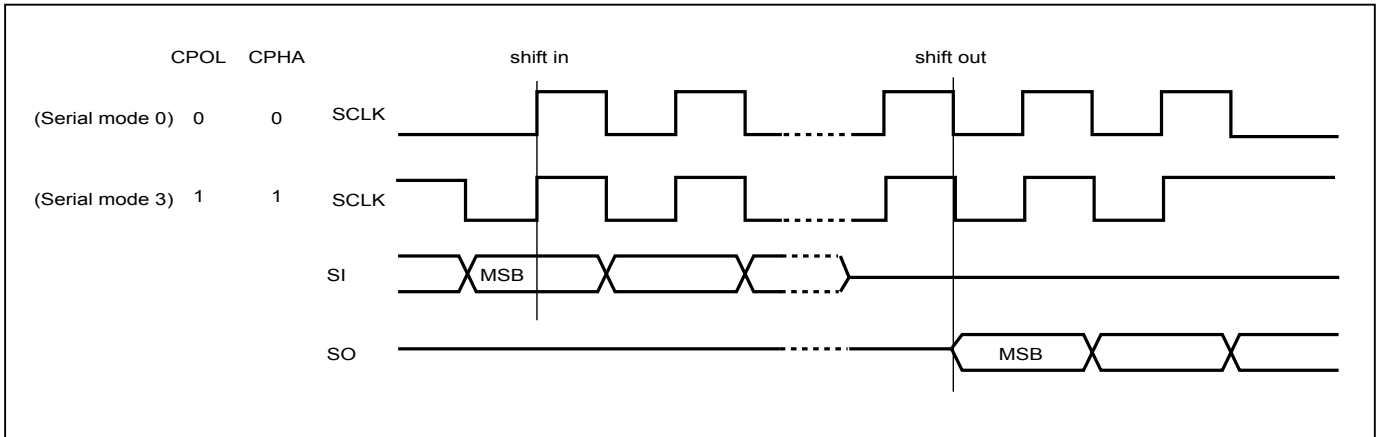 CPOL CPHA shift in shift out
(Serial mode 0) 0 0 SCLK
(Serial mode 3) 1 1 SCLK
SI MSB
SO MSB